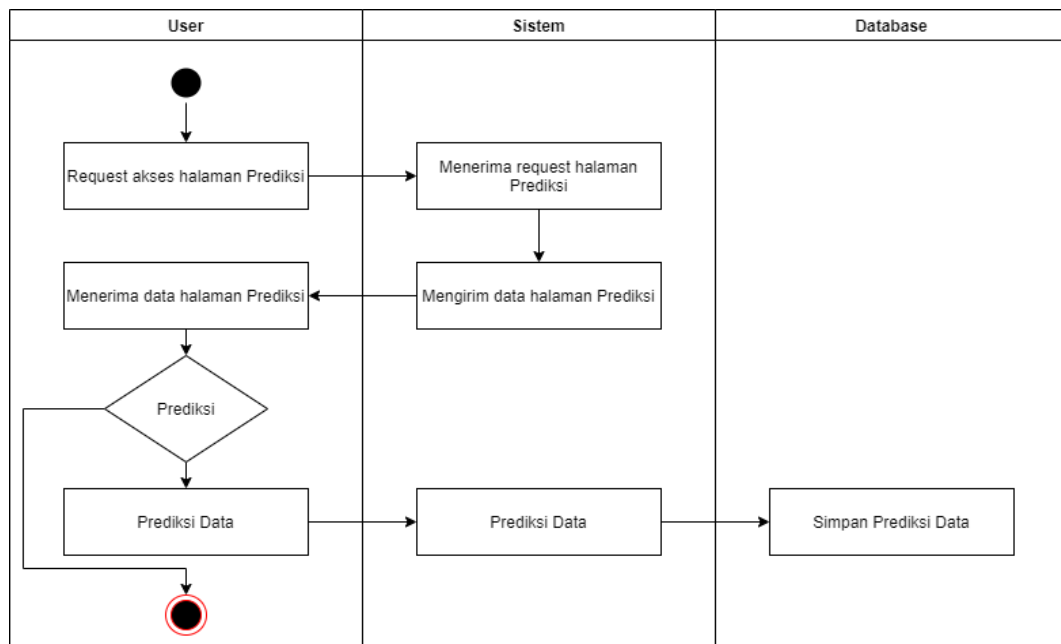 User
Sistem
Database
Request akses halaman Prediksi
Menerima request halaman
Prediksi
Menerima data halaman Prediksi
Mengirim data halaman Prediksi
Prediksi
Prediksi Data
Prediksi Data
Simpan Prediksi Data